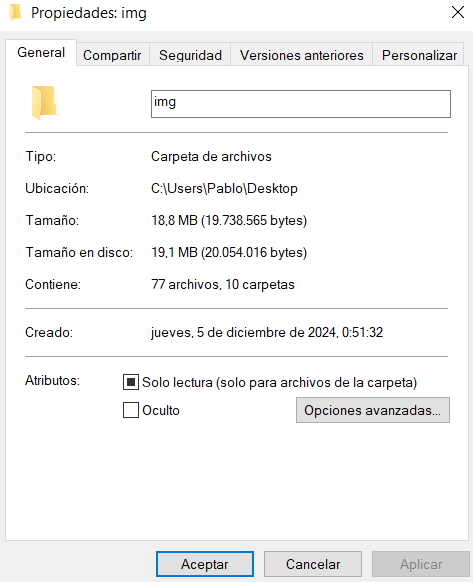 Propiedades: img
General Compartir Seguridad Versiones anteriores Personalizar
img
Tipo: Carpeta de archivos
Ubicación: C:\Users\Pablo\Desktop
Tamaño: 18,8 MB (19.738.565 bytes)
Tamaño en disco: 19,1 MB (20.054.016 bytes)
Contiene: 77 archivos, 10 carpetas
Creado: jueves, 5 de diciembre de 2024, 0:51:32
Atributos: Solo lectura (solo para archivos de la carpeta)
Oculto Opciones avanzadas...
Aceptar Cancelar Aplicar